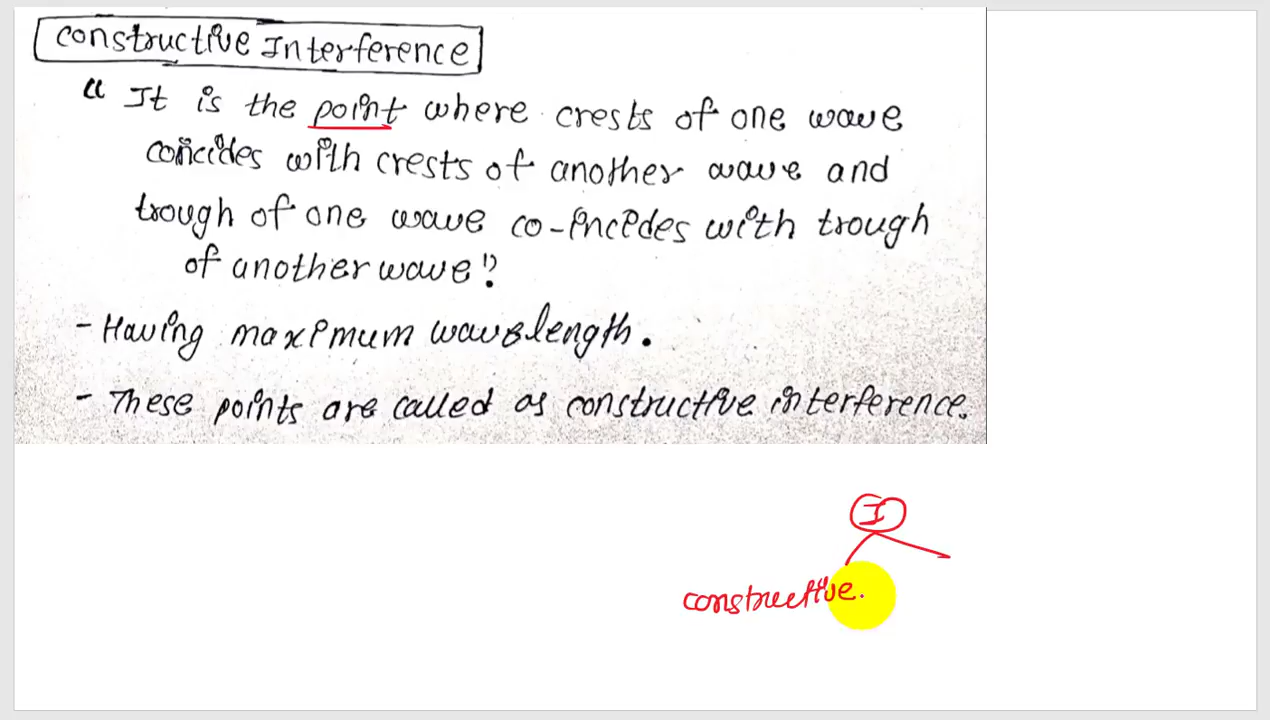 Constructive Interference
" It is the point where crests of one wave
coincides with crests of another wave and
trough of one wave co-incides with trough
of another wave".
- Having maximum wavelength.
- These points are called as constructive interference.
I
constructive.